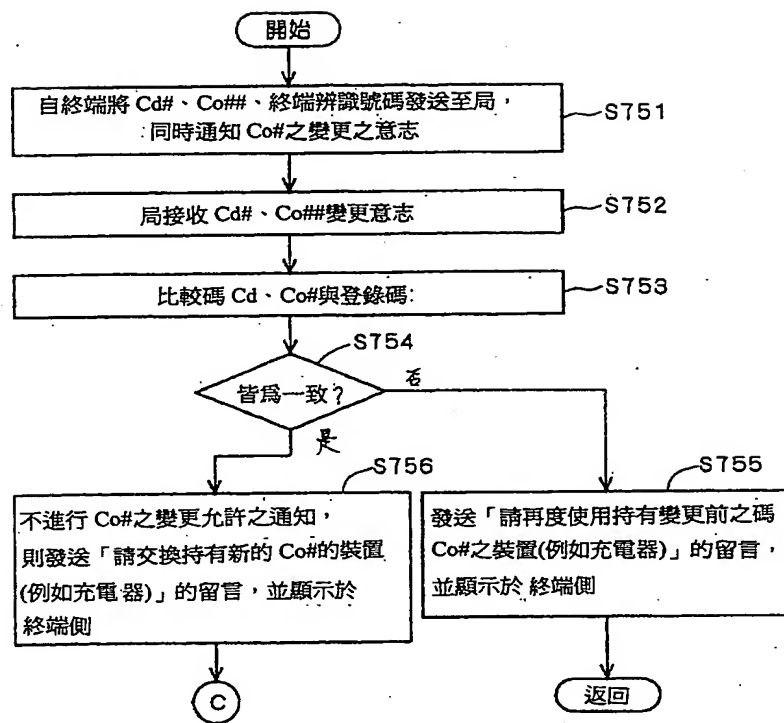 開始
自終端將 Cd#、Co##、終端辨識號碼發送至局，
同時通知 Co#之變更之意志
S751
局接收 Cd#、Co##變更意志
S752
比較碼 Cd、Co#與登錄碼:
S753
S754
皆爲一致?
否
是
S756
不進行 Co#之變更允許之通知，
則發送「請交換持有新的 Co#的裝置
(例如充電器)」的留言，並顯示於
終端側
S755
發送「請再度使用持有變更前之碼
Co#之裝置(例如充電器)」的留言，
並顯示於 終端側
C
返回